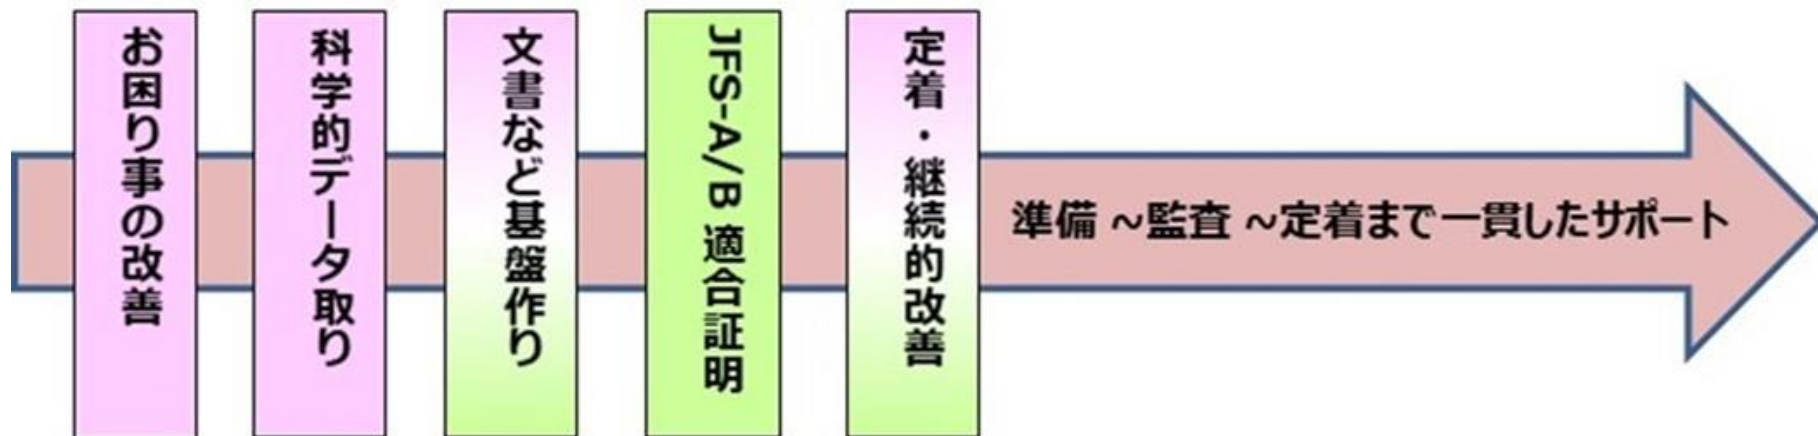 お困り事の改善
科学的データ取り
文書など基盤作り
JFS-A/B 適合証明
定着・継続的改善
準備 ~監査 ~定着まで一貫したサポート